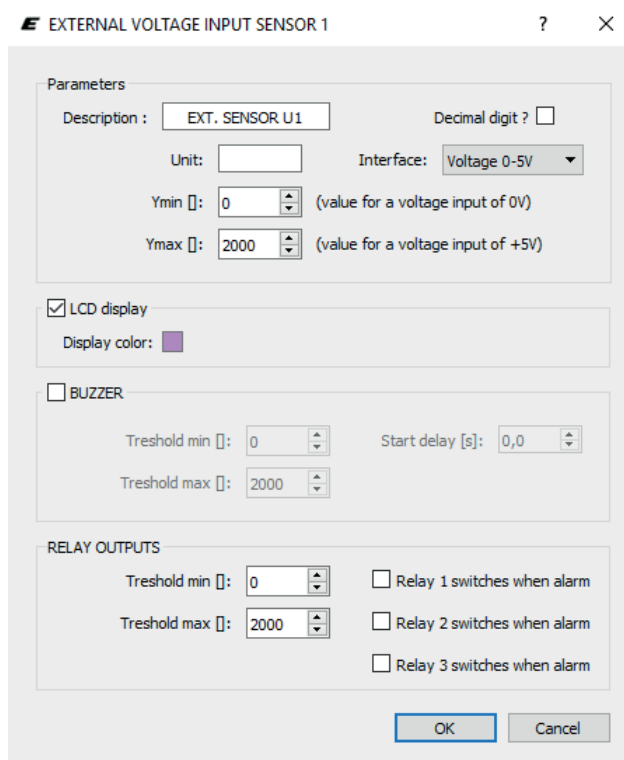 E EXTERNAL VOLTAGE INPUT SENSOR 1 ?
Parameters
Description : EXT. SENSOR U1 Decimal digit ?
Unit: Interface: Voltage 0-5V
Ymin []: 0 (value for a voltage input of 0V)
Ymax []: 2000 (value for a voltage input of +5V)
LCD display
Display color:
BUZZER
Treshold min []: 0 Start delay [s]: 0,0
Treshold max []: 2000
RELAY OUTPUTS
Treshold min []: 0 Relay 1 switches when alarm
Treshold max []: 2000 Relay 2 switches when alarm
Relay 3 switches when alarm
OK Cancel